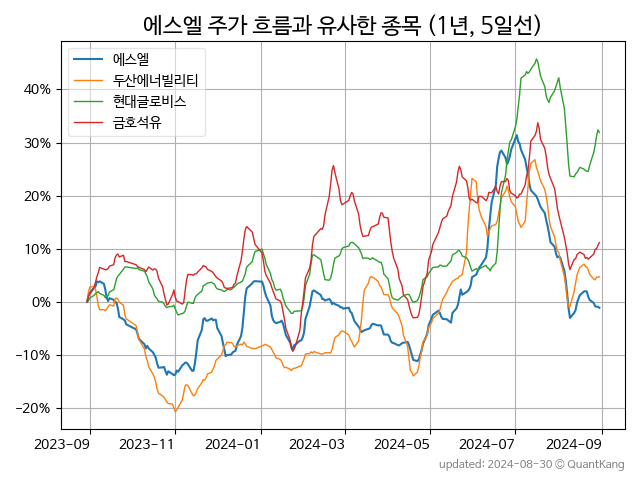 에스엘 주가 흐름과 유사한 종목 (1년, 5일선)
에스엘
두산에너빌리티
현대글로비스
금호석유
40%
30%
20%
10%
0%
−10%
−20%
2023-09
2023-11
2024-01
2024-03
2024-05
2024-07
2024-09
updated: 2024-08-30 © QuantKang